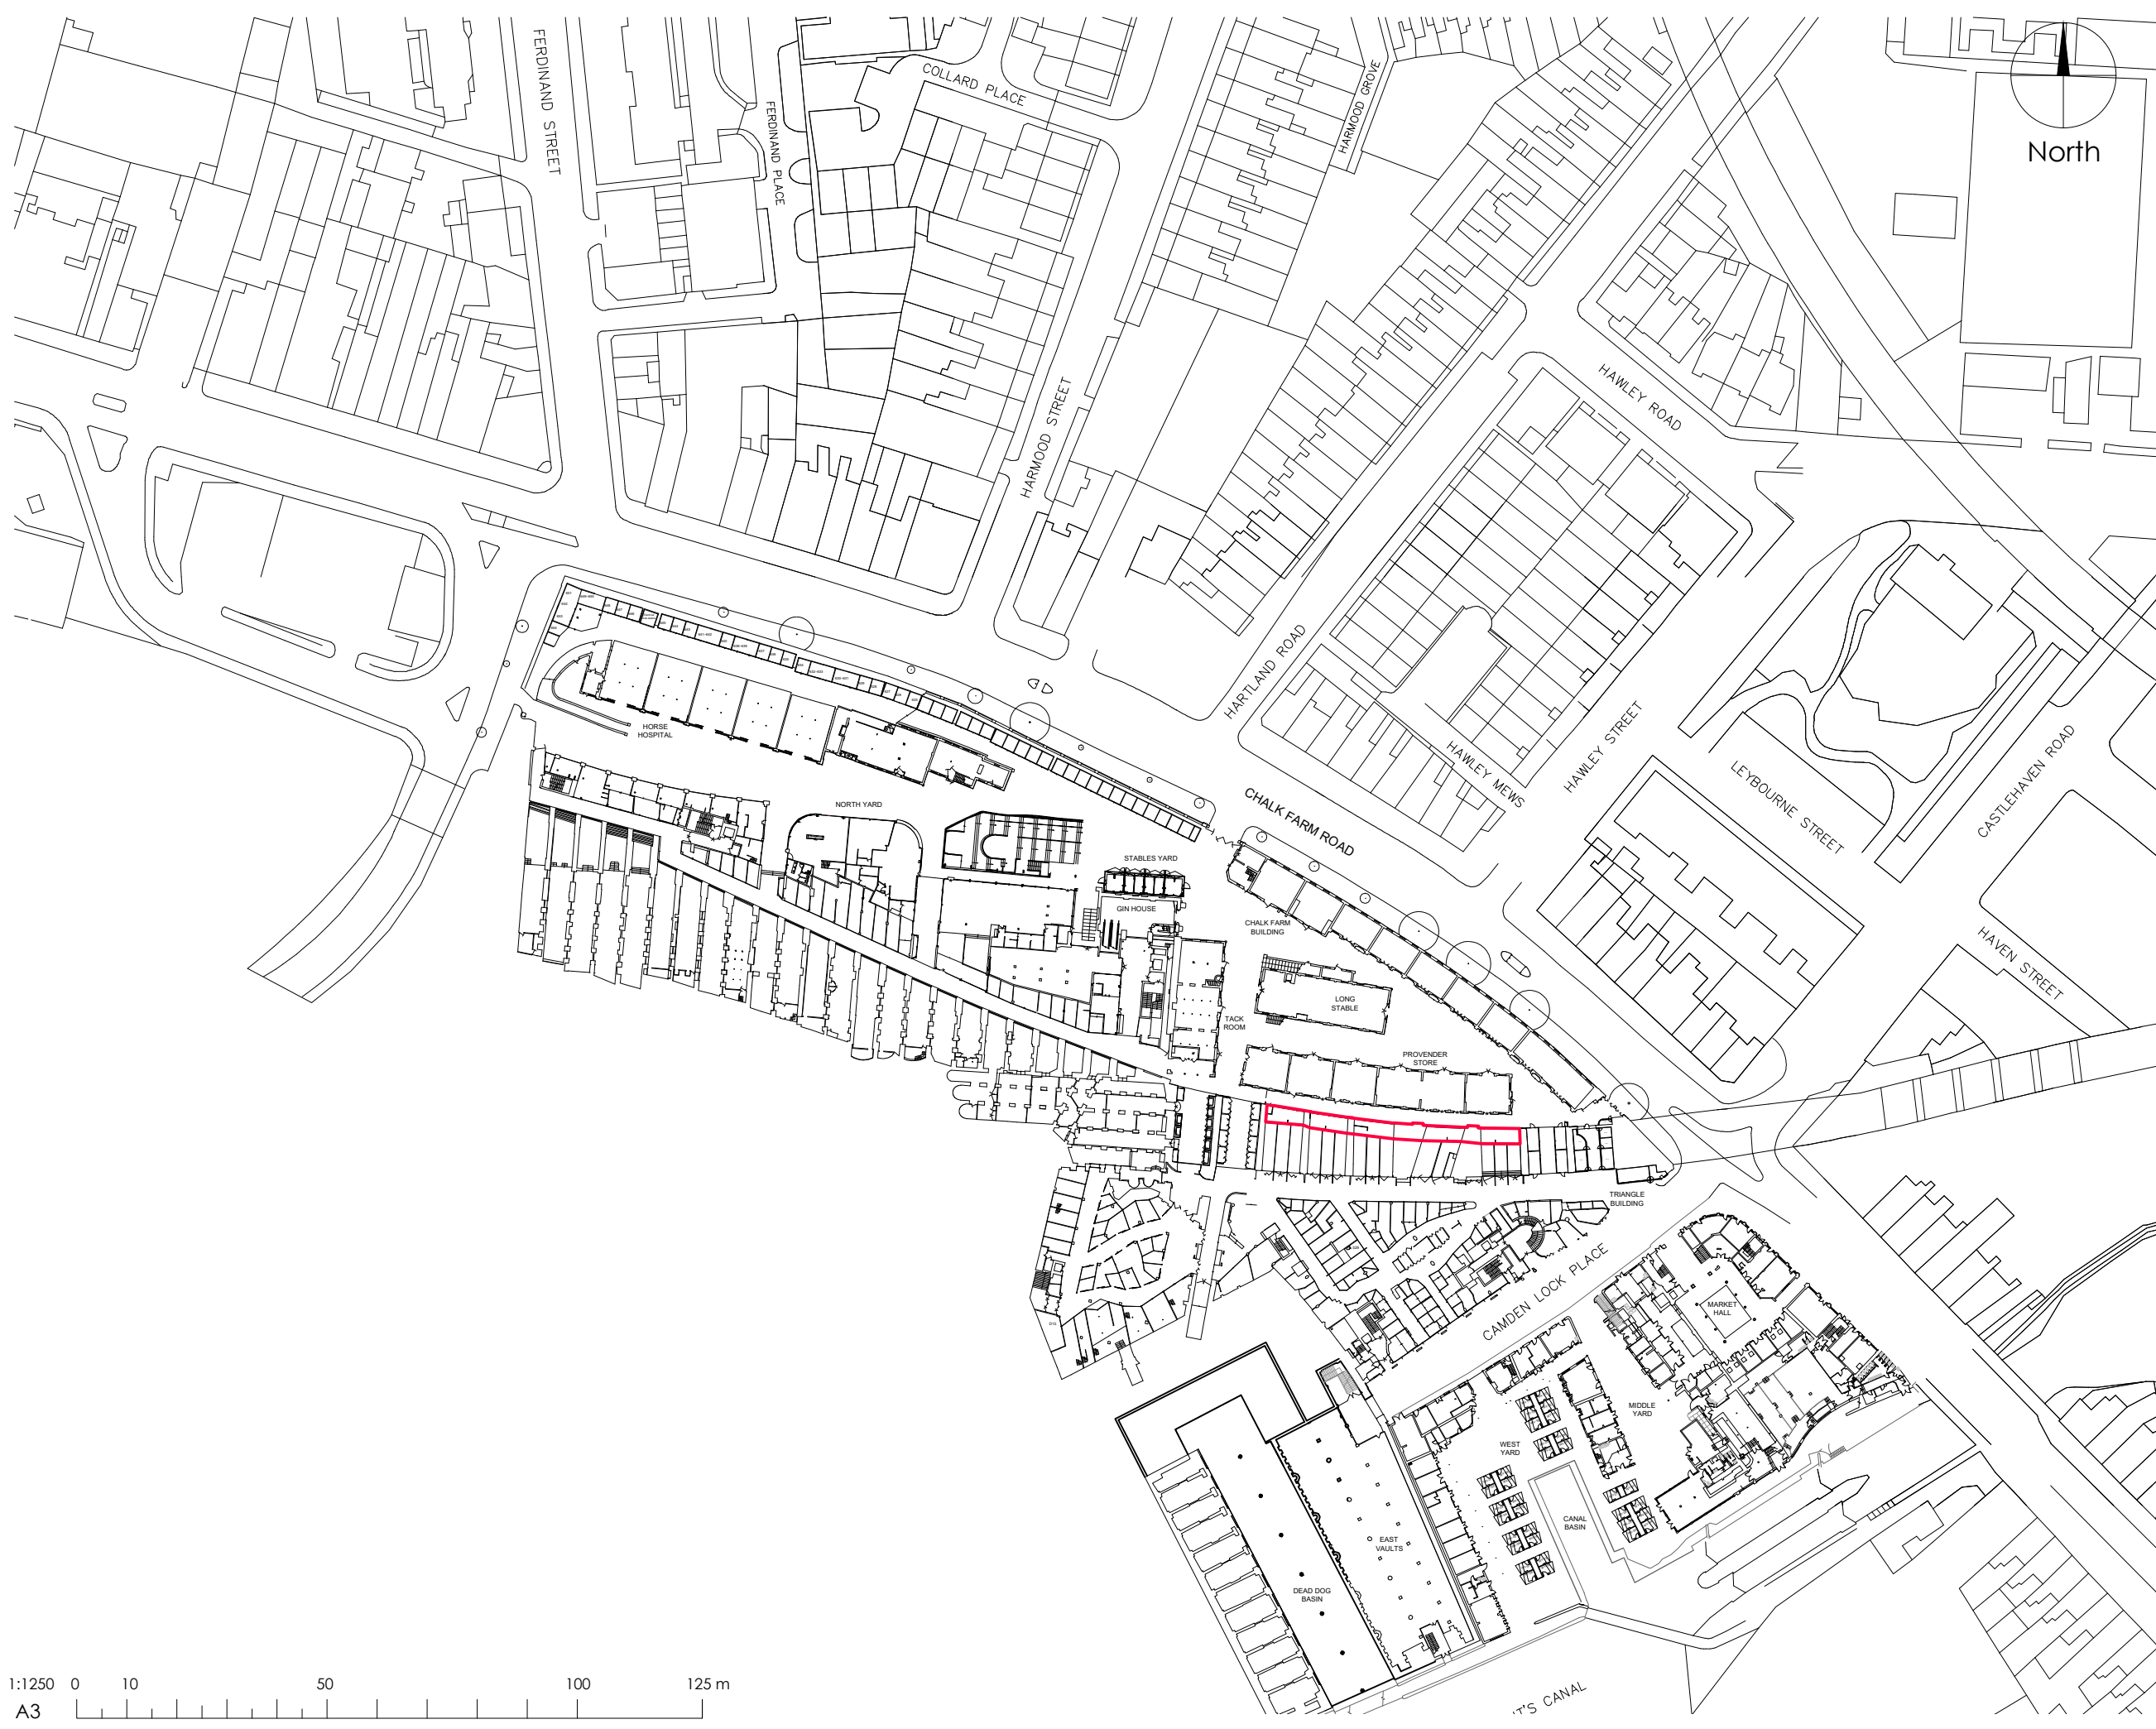 FERDINAND STREET
FERDINAND PLACE
COLLARD PLACE
HARMOOD GROVE
North
HARMOOD STREET
HAWLEY ROAD
HARTLAND ROAD
HAWLEY MEWS
HAWLEY STREET
LEYBOURNE STREET
CASTLEHAVEN ROAD
HAVEN STREET
CHALK FARM ROAD
HORSE
HOSPITAL
NORTH YARD
STABLES YARD
GIN HOUSE
CHALK FARM
BUILDING
LONG
STABLE
TACK
ROOM
PROVENDER
STORE
TRIANGLE
BUILDING
CAMDEN LOCK PLACE
MARKET
HALL
MIDDLE
YARD
WEST
YARD
CANAL
BASIN
EAST
VAULTS
DEAD DOG
BASIN
T'S CANAL
1:1250 0 10 50 100 125 m
A3